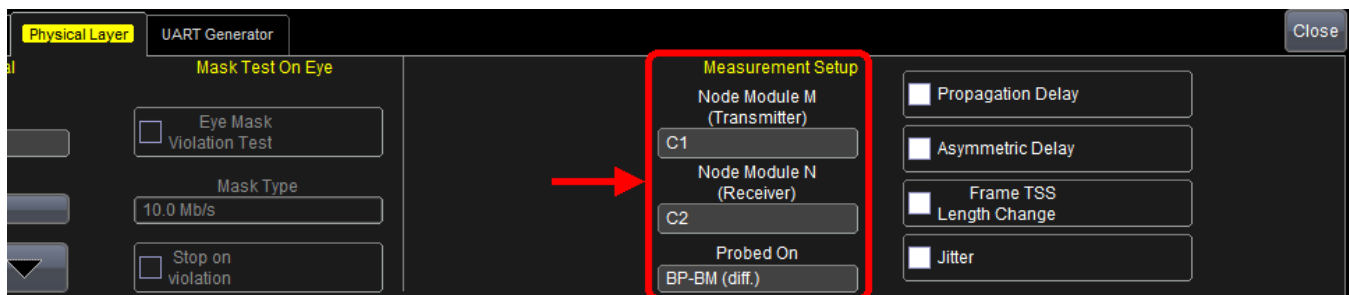 Physical Layer
UART Generator
Close
al
Mask Test On Eye
Measurement Setup
Eye Mask
Violation Test
Mask Type
10.0 Mb/s
Stop on
violation
Node Module M
(Transmitter)
C1
Node Module N
(Receiver)
C2
Probed On
BP-BM (diff.)
Propagation Delay
Asymmetric Delay
Frame TSS
Length Change
Jitter